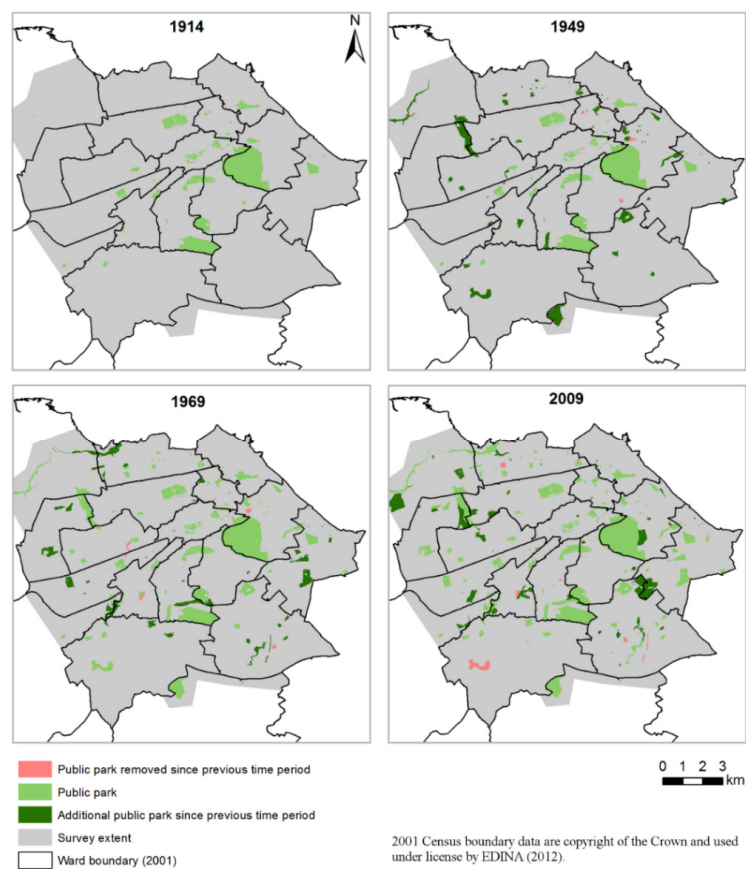 1914
N
1949
1969
2009
Public park removed since previous time period
Public park
Additional public park since previous time period
Survey extent
Ward boundary (2001)
0 1 2 3
km
2001 Census boundary data are copyright of the Crown and used
under license by EDINA (2012).